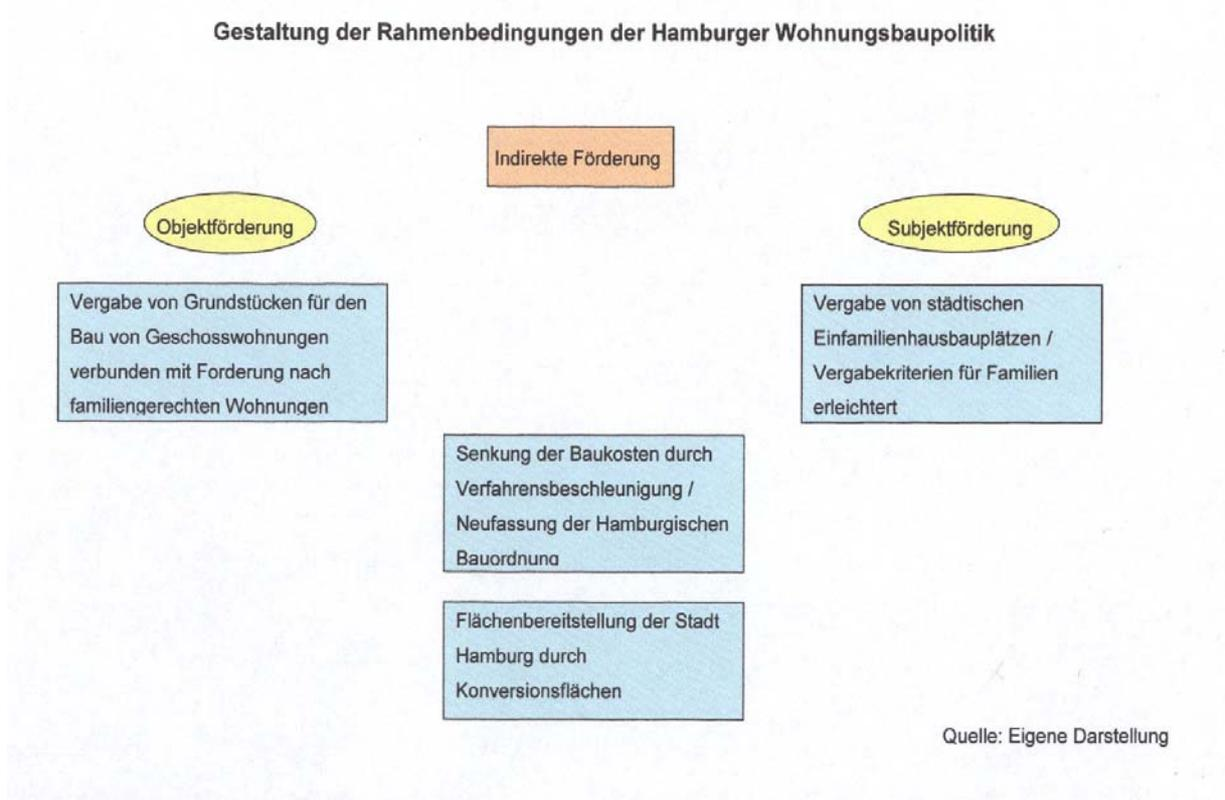 Gestaltung der Rahmenbedingungen der Hamburger Wohnungsbaupolitik
Indirekte Förderung
Objektförderung
Subjektförderung
Vergabe von Grundstücken für den
Bau von Geschosswohnungen
verbunden mit Forderung nach
familiengerechten Wohnungen
Vergabe von städtischen
Einfamilienhausbauplätzen /
Vergabekriterien für Familien
erleichtert
Senkung der Baukosten durch
Verfahrensbeschleunigung /
Neufassung der Hamburgischen
Bauordnung
Flächenbereitstellung der Stadt
Hamburg durch
Konversionsflächen
Quelle: Eigene Darstellung